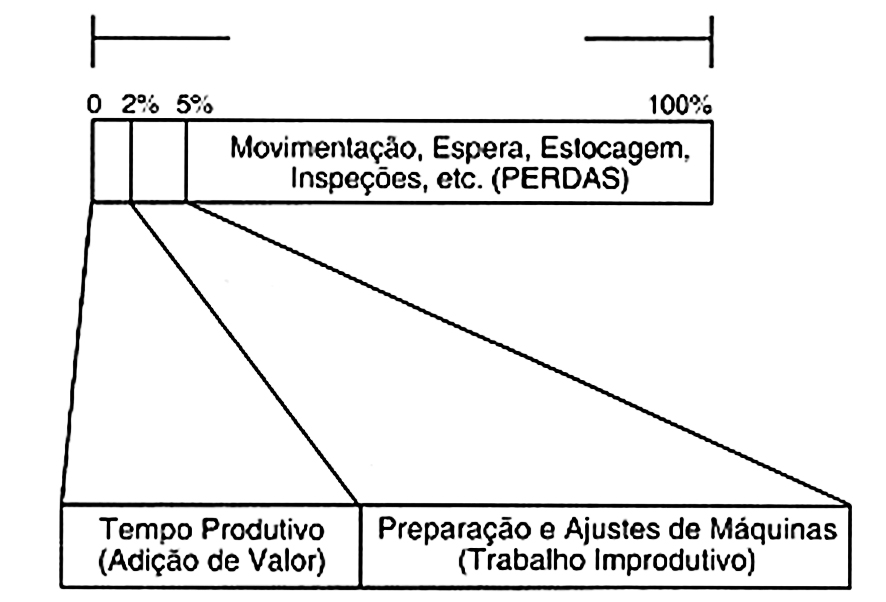 0 2% 5% 100%
Movimentação, Espera, Estocagem,
Inspeções, etc. (PERDAS)
Tempo Produtivo
(Adição de Valor)
Preparação e Ajustes de Máquinas
(Trabalho Improdutivo)